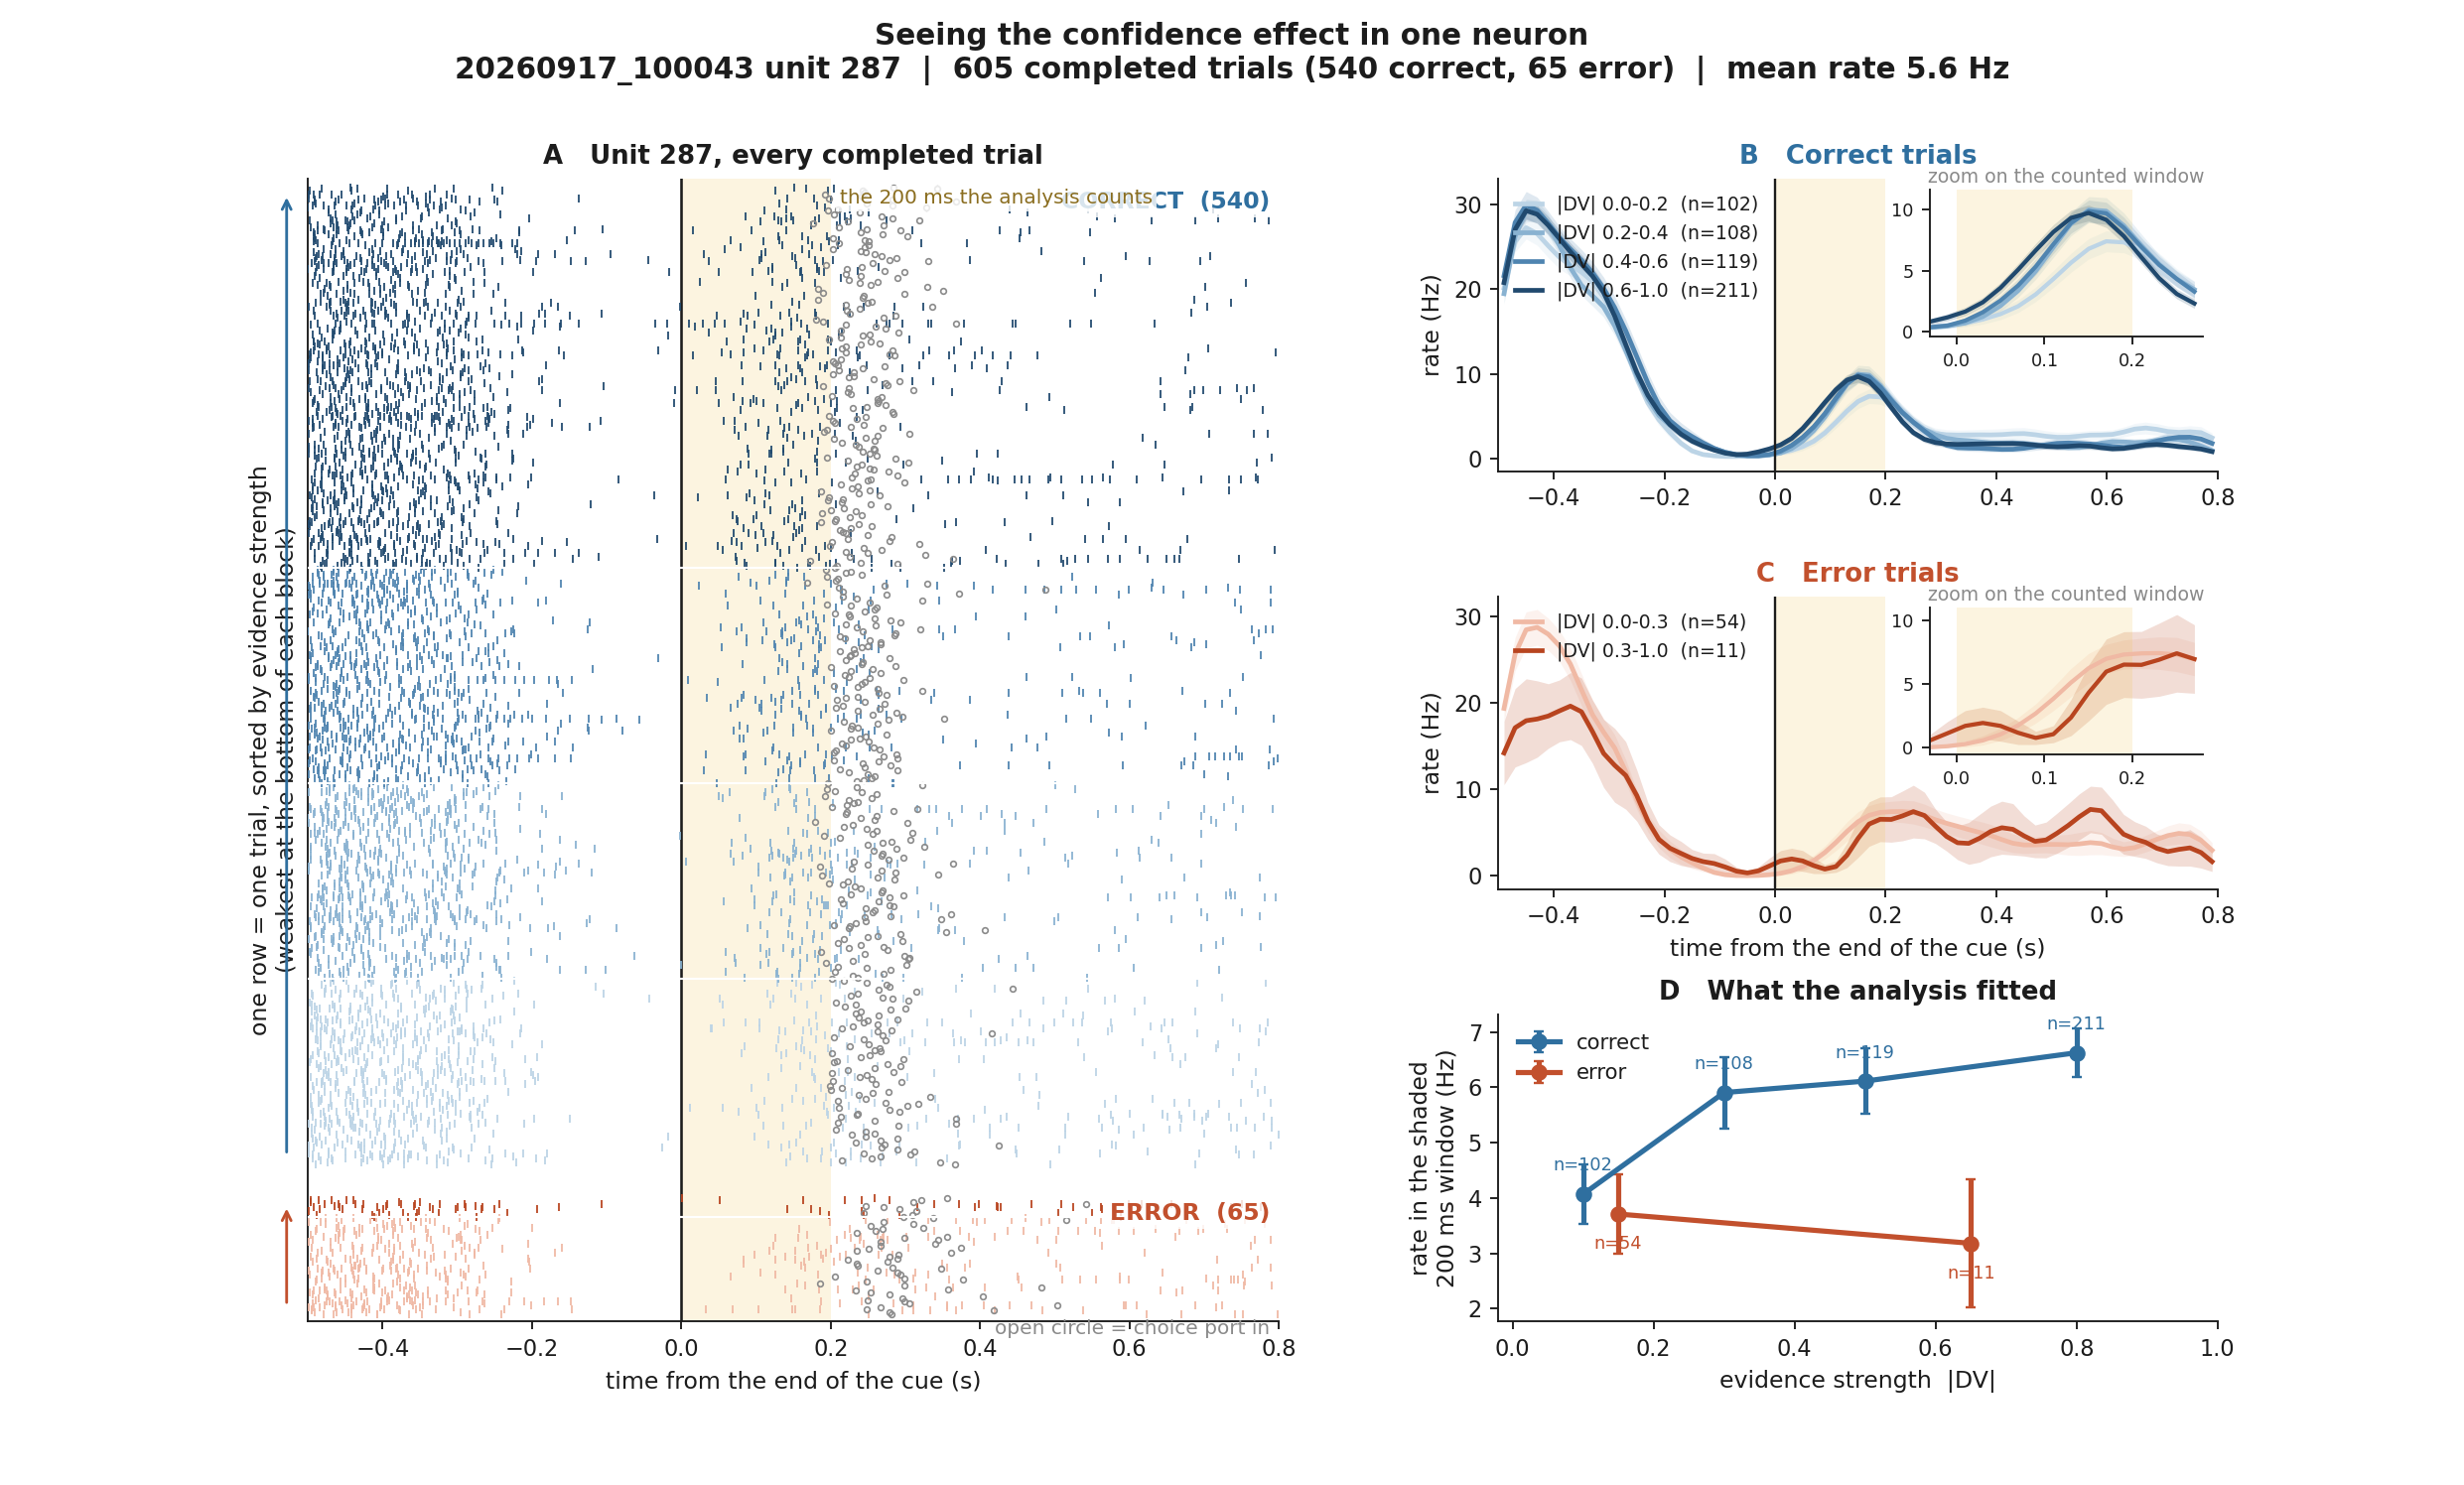 Seeing the confidence effect in one neuron
20260917_100043 unit 287 | 605 completed trials (540 correct, 65 error) | mean rate 5.6 Hz
A Unit 287, every completed trial
the 200 ms the analysis counts
CORRECT (540)
ERROR (65)
open circle = choice port in
one row = one trial, sorted by evidence strength
(weakest at the bottom of each block)
−0.4 −0.2 0.0 0.2 0.4 0.6 0.8
time from the end of the cue (s)
B Correct trials
zoom on the counted window
|DV| 0.0-0.2 (n=102)
|DV| 0.2-0.4 (n=108)
|DV| 0.4-0.6 (n=119)
|DV| 0.6-1.0 (n=211)
rate (Hz)
30
20
10
0
10
5
0
0.0 0.1 0.2
−0.4 −0.2 0.0 0.2 0.4 0.6 0.8
C Error trials
zoom on the counted window
|DV| 0.0-0.3 (n=54)
|DV| 0.3-1.0 (n=11)
rate (Hz)
30
20
10
0
10
5
0
0.0 0.1 0.2
−0.4 −0.2 0.0 0.2 0.4 0.6 0.8
time from the end of the cue (s)
D What the analysis fitted
correct
error
n=102
n=108
n=119
n=211
n=54
n=11
rate in the shaded
200 ms window (Hz)
7
6
5
4
3
2
0.0 0.2 0.4 0.6 0.8 1.0
evidence strength |DV|